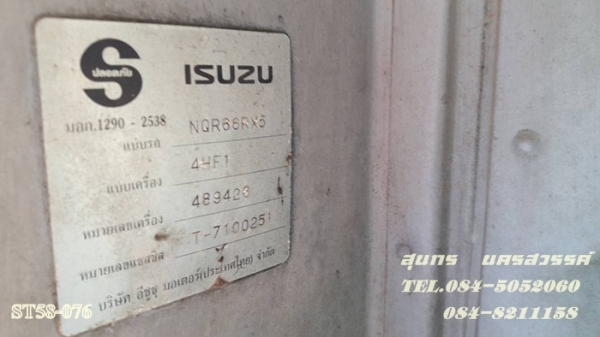 S
ปลอดภัย
ISUZU
มอก.1290 - 2538
แบบรถ NQR66RX5
แบบเครื่อง 4HF1
หมายเลขเครื่อง 489423
หมายเลขแชสซีส T-7100251
บริษัท อีซูซุ มอเตอร์(ประเทศไทย) จำกัด
สุนทร นครสวรรค์
TEL.084-5052060
084-8211158
ST58-076